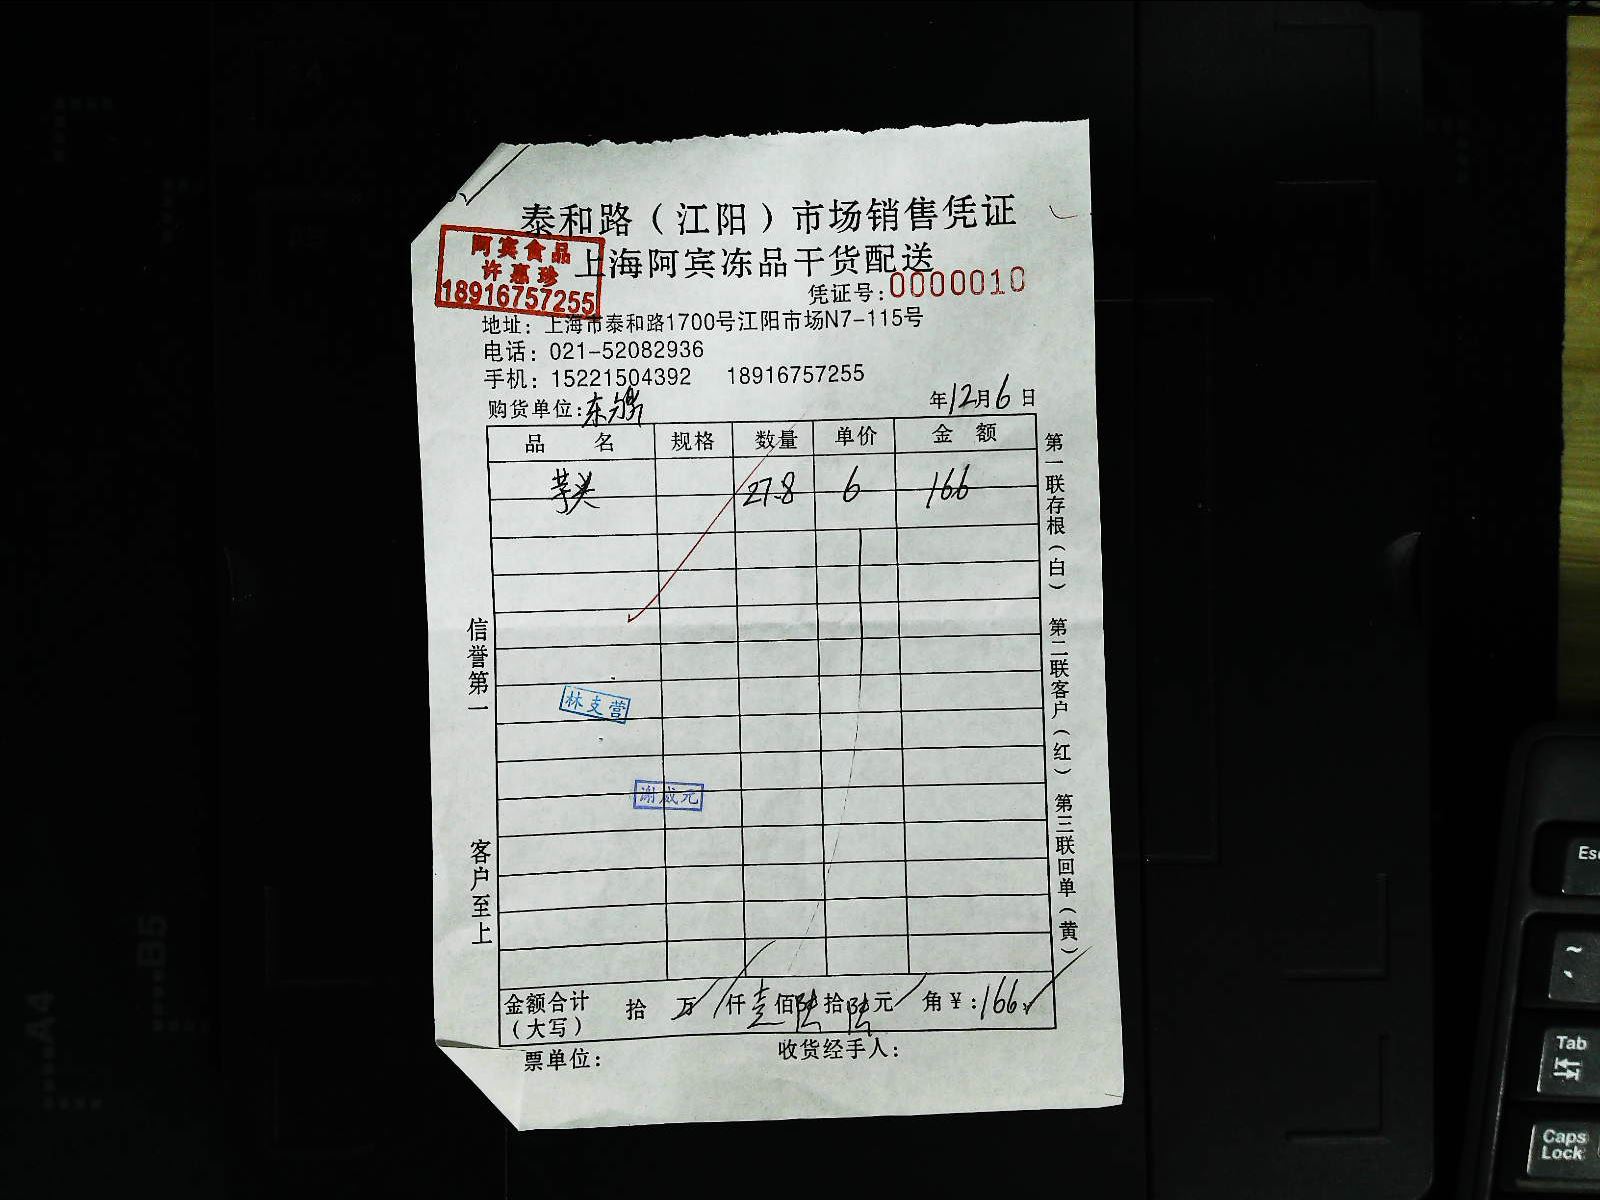 泰和路（江阳）市场销售凭证
上海阿宾冻品干货配送
阿宾食品
许惠珍
18916757255
凭证号:0000010
地址：上海市泰和路1700号江阳市场N7-115号
电话：021-52082936
手机：15221504392 18916757255
购货单位:东
年12月6日
品 名 规格 数量 单价 金 额
芋头 27.8 6 166
第一联存根（白） 第二联客户（红） 第三联回单（黄）
信誉第一
客户至上
林支营
谢成元
金额合计（大写） 拾 万 仟 壹佰陆拾陆元 角 ¥:166
票单位：
收货经手人：
A4
B5
Esc
~
Tab
Caps Lock